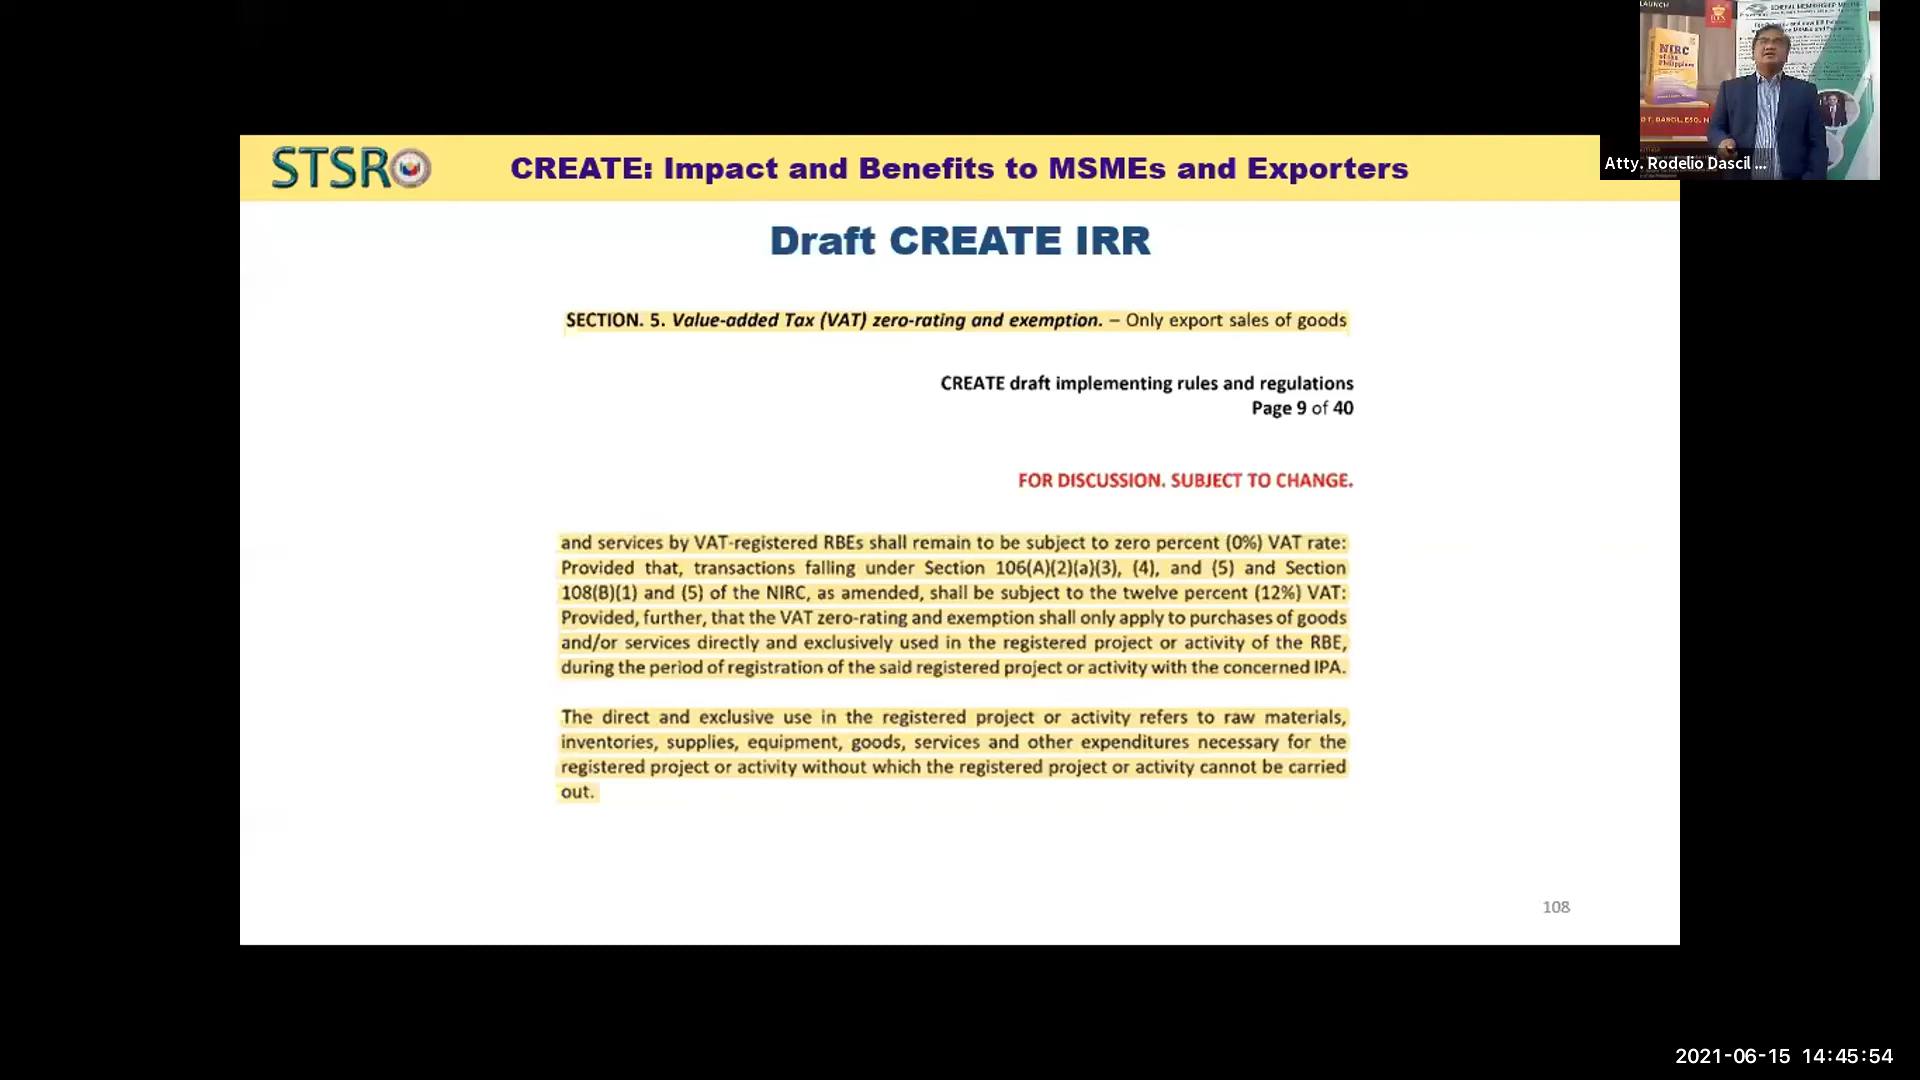 STSR
CREATE: Impact and Benefits to MSMEs and Exporters
LAUNCH
NIRC
of the
Philippines
GENERAL MEMBERSHIP
Atty. Rodelio Dascil ...
Draft CREATE IRR
SECTION. 5. Value-added Tax (VAT) zero-rating and exemption. – Only export sales of goods
CREATE draft implementing rules and regulations
Page 9 of 40
FOR DISCUSSION. SUBJECT TO CHANGE.
and services by VAT-registered RBEs shall remain to be subject to zero percent (0%) VAT rate:
Provided that, transactions falling under Section 106(A)(2)(a)(3), (4), and (5) and Section
108(B)(1) and (5) of the NIRC, as amended, shall be subject to the twelve percent (12%) VAT:
Provided, further, that the VAT zero-rating and exemption shall only apply to purchases of goods
and/or services directly and exclusively used in the registered project or activity of the RBE,
during the period of registration of the said registered project or activity with the concerned IPA.
The direct and exclusive use in the registered project or activity refers to raw materials,
inventories, supplies, equipment, goods, services and other expenditures necessary for the
registered project or activity without which the registered project or activity cannot be carried
out.
108
2021-06-15 14:45:54